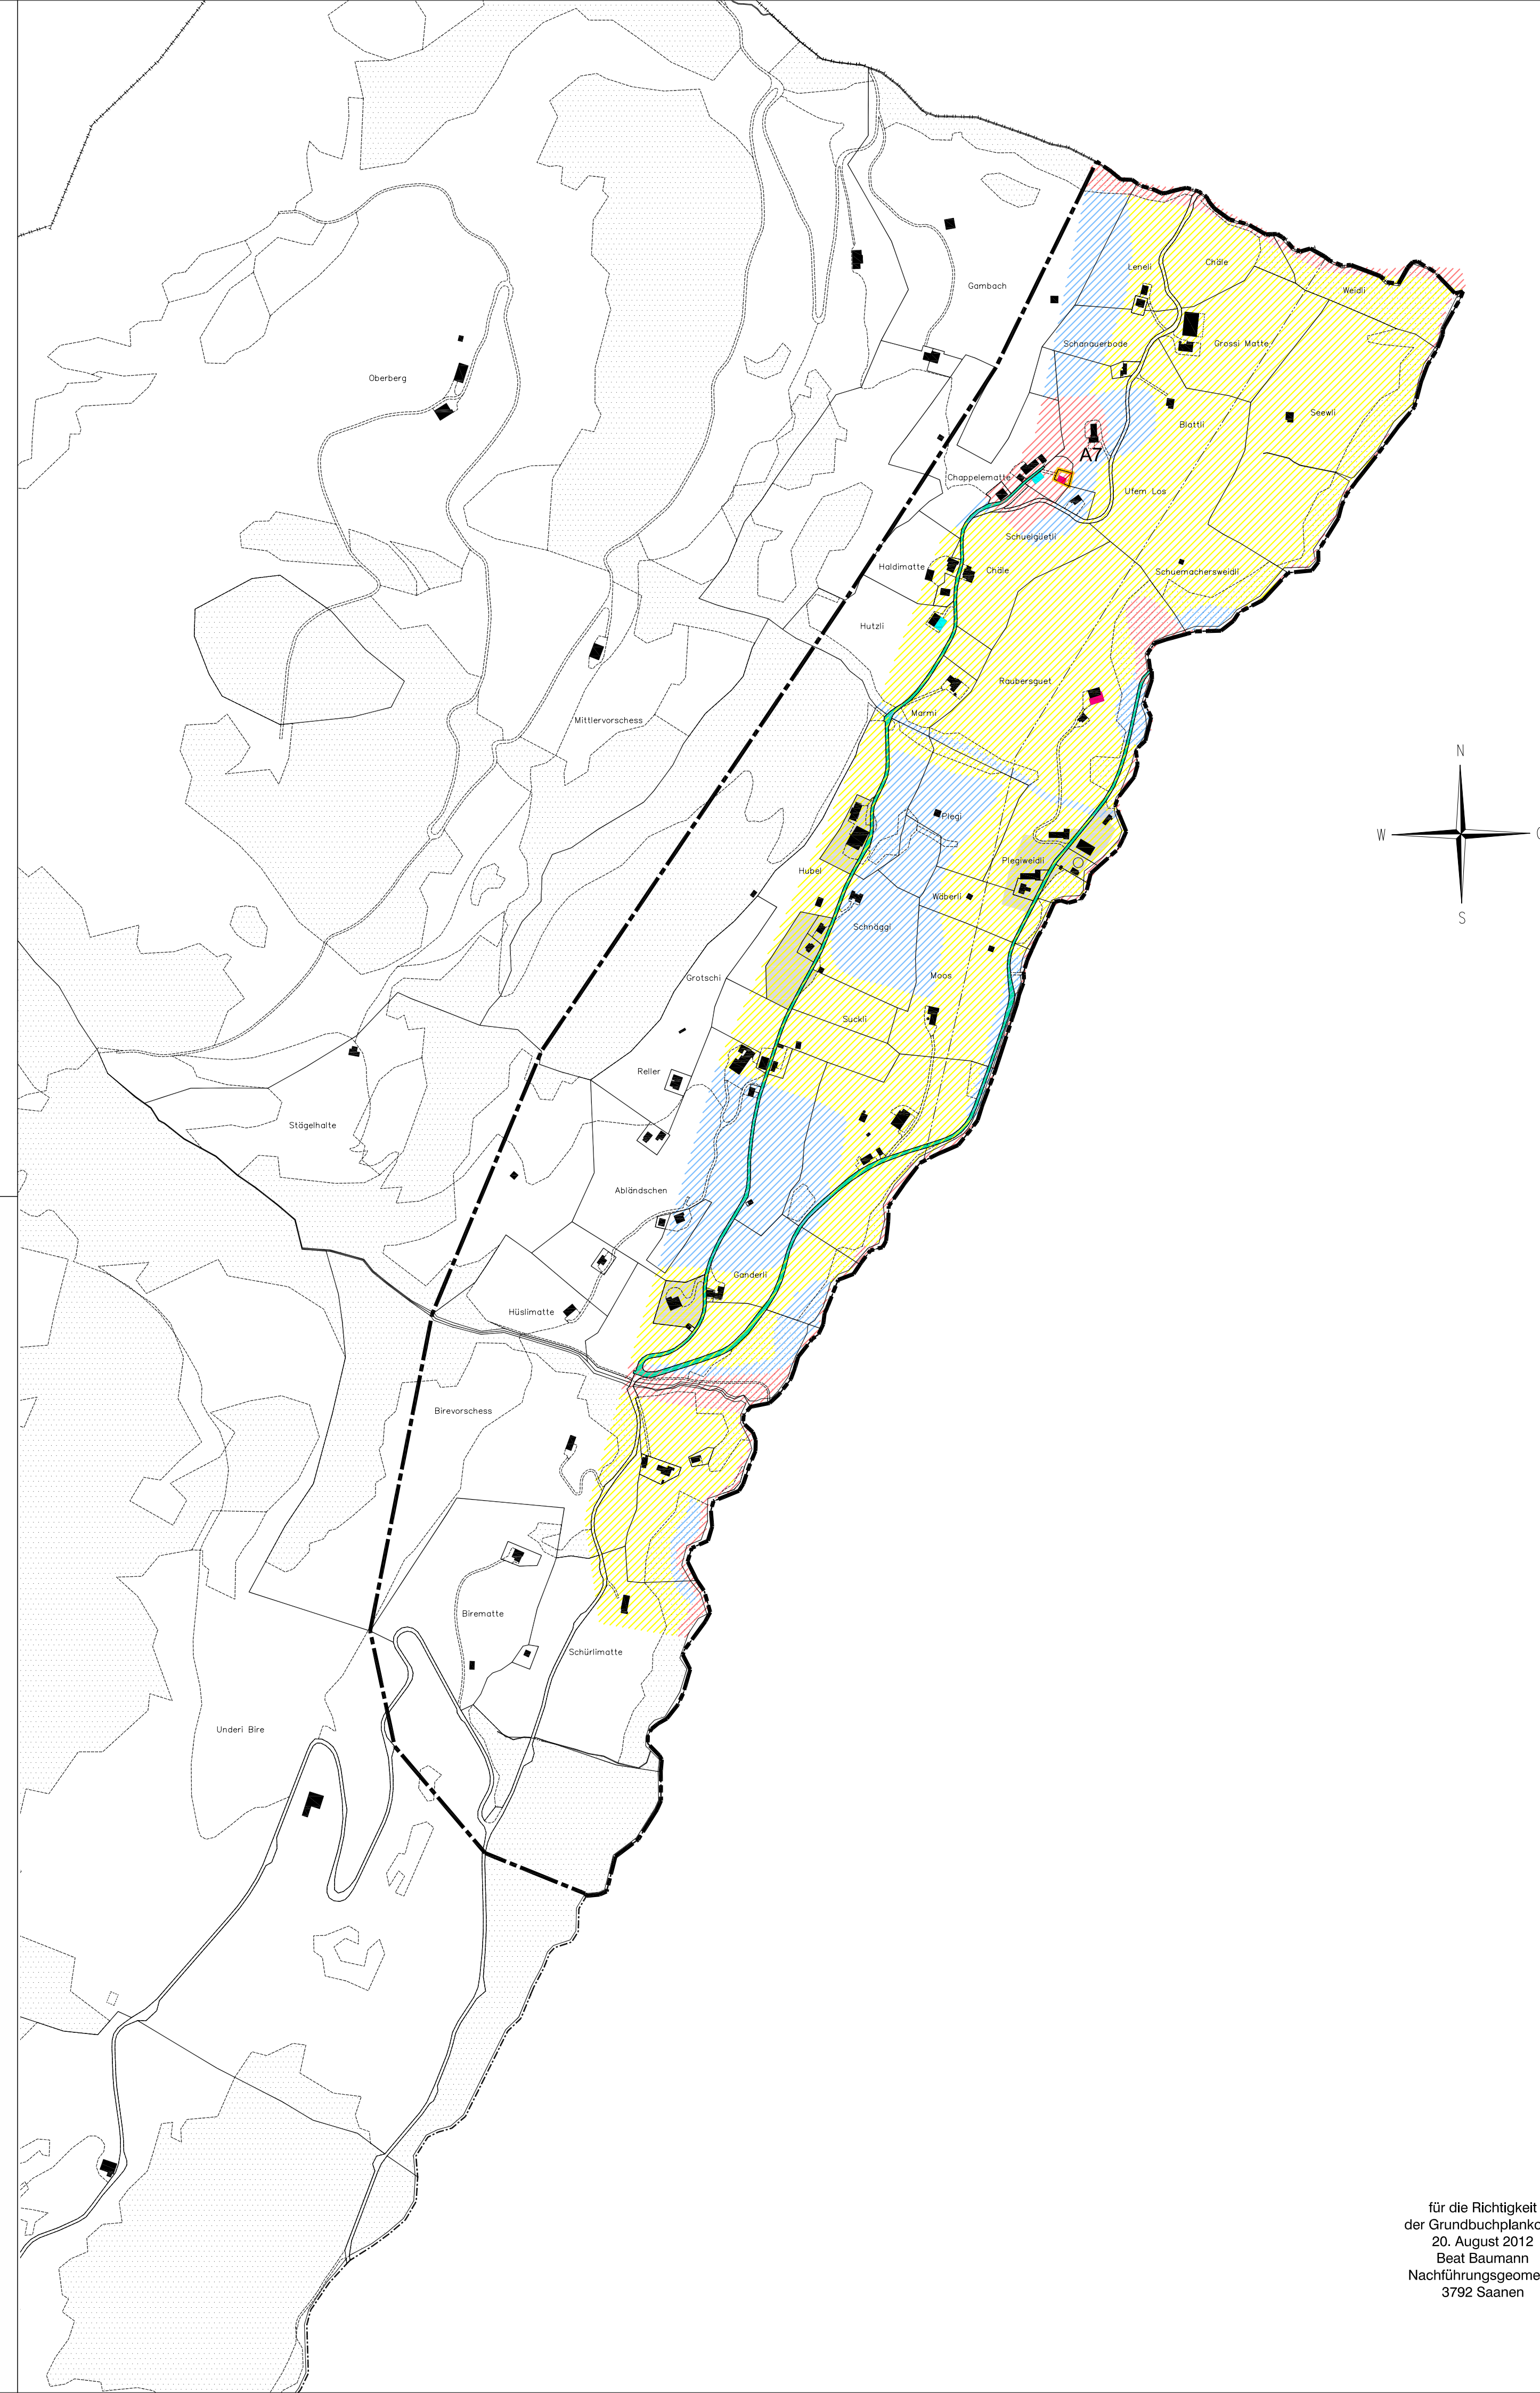 Gambach
Leneli
Chäle
Weidli
Schanauerbode
Grossi Matte
Oberberg
Seewli
Blattli
A7
Chappelematte
Ufem Los
Schuelgüetli
Haldimatte
Chäle
Schuemachersweidli
Hutzli
Raubersguet
Marmi
Mittlervorschess
N
W
S
Plegi
Plegiweidli
Hubel
Wäberli
Schnäggi
Grotschi
Moos
Suckli
Reller
Stägelhalte
Abländschen
Ganderli
Hüslimatte
Birevorschess
Birematte
Schürlimatte
Underi Bire
für die Richtigkeit
der Grundbuchplanko
20. August 2012
Beat Baumann
Nachführungsgeome
3792 Saanen